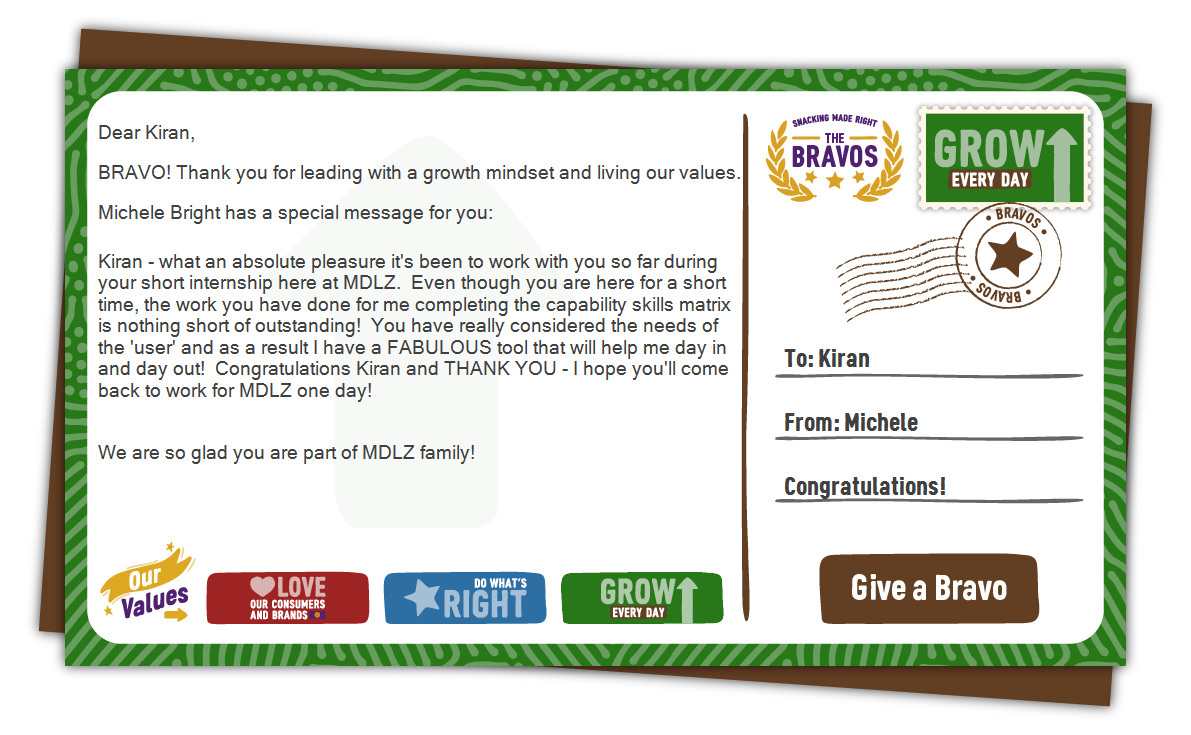 Dear Kiran,
BRAVO! Thank you for leading with a growth mindset and living our values.
Michele Bright has a special message for you:
Kiran - what an absolute pleasure it's been to work with you so far during
your short internship here at MDLZ.  Even though you are here for a short
time, the work you have done for me completing the capability skills matrix
is nothing short of outstanding!  You have really considered the needs of
the 'user' and as a result I have a FABULOUS tool that will help me day in
and day out!  Congratulations Kiran and THANK YOU - I hope you'll come
back to work for MDLZ one day!
We are so glad you are part of MDLZ family!
Our
Values
LOVE
OUR CONSUMERS
AND BRANDS
DO WHAT'S
RIGHT
GROW
EVERY DAY
SNACKING MADE RIGHT
THE
BRAVOS
GROW
EVERY DAY
BRAVOS
BRAVOS
To: Kiran
From: Michele
Congratulations!
Give a Bravo